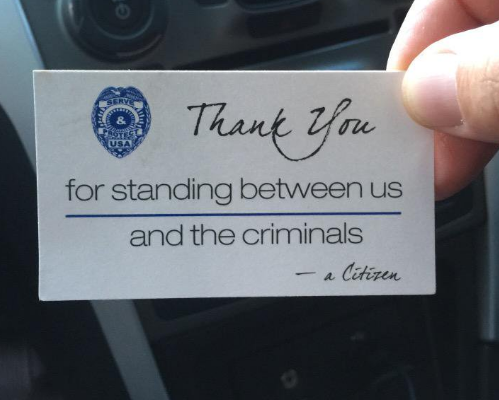 SERVE
&
PROTECT
USA
Thank You
for standing between us
and the criminals
— a Citizen